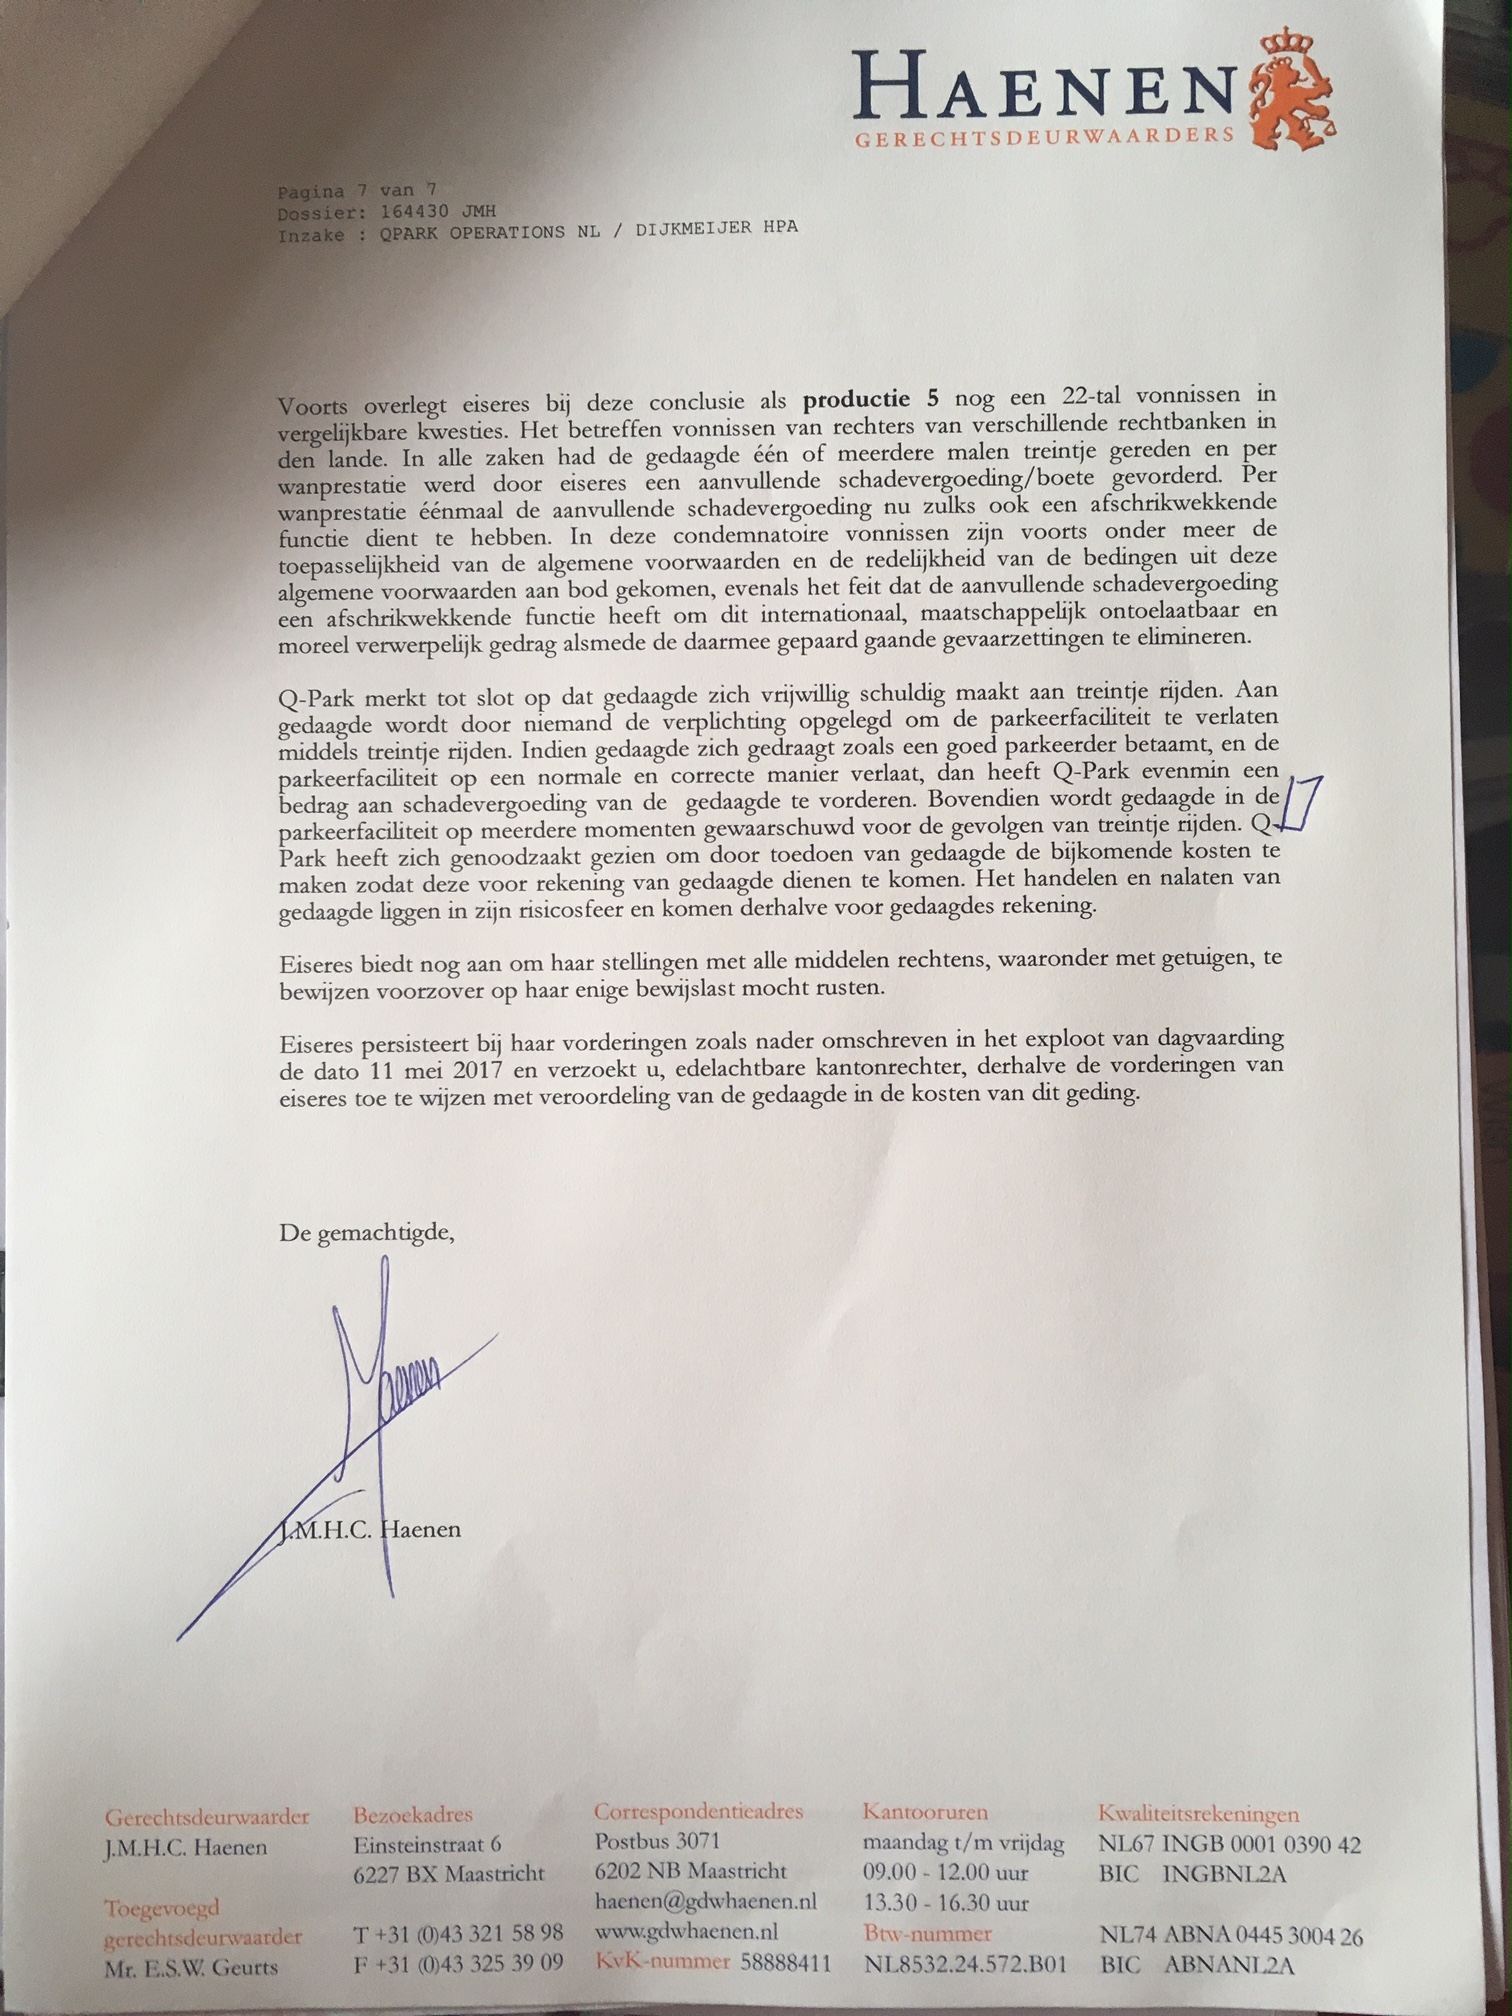 HAENEN
GERECHTSDEURWAARDERS
Pagina 7 van 7
Dossier: 164430 JMH
Inzake : QPARK OPERATIONS NL / DIJKMEIJER HPA
Voorts overlegt eiseres bij deze conclusie als productie 5 nog een 22-tal vonnissen in
vergelijkbare kwesties. Het betreffen vonnissen van rechters van verschillende rechtbanken in
den lande. In alle zaken had de gedaagde één of meerdere malen treintje gereden en per
wanprestatie werd door eiseres een aanvullende schadevergoeding/boete gevorderd. Per
wanprestatie éénmaal de aanvullende schadevergoeding nu zulks ook een afschrikwekkende
functie dient te hebben. In deze condemnatoire vonnissen zijn voorts onder meer de
toepasselijkheid van de algemene voorwaarden en de redelijkheid van de bedingen uit deze
algemene voorwaarden aan bod gekomen, evenals het feit dat de aanvullende schadevergoeding
een afschrikwekkende functie heeft om dit internationaal, maatschappelijk ontoelaatbaar en
moreel verwerpelijk gedrag alsmede de daarmee gepaard gaande gevaarzettingen te elimineren.
Q-Park merkt tot slot op dat gedaagde zich vrijwillig schuldig maakt aan treintje rijden. Aan
gedaagde wordt door niemand de verplichting opgelegd om de parkeerfaciliteit te verlaten
middels treintje rijden. Indien gedaagde zich gedraagt zoals een goed parkeerder betaamt, en de
parkeerfaciliteit op een normale en correcte manier verlaat, dan heeft Q-Park evenmin een
bedrag aan schadevergoeding van de gedaagde te vorderen. Bovendien wordt gedaagde in de
parkeerfaciliteit op meerdere momenten gewaarschuwd voor de gevolgen van treintje rijden. Q-
Park heeft zich genoodzaakt gezien om door toedoen van gedaagde de bijkomende kosten te
maken zodat deze voor rekening van gedaagde dienen te komen. Het handelen en nalaten van
gedaagde liggen in zijn risicosfeer en komen derhalve voor gedaagdes rekening.
Eiseres biedt nog aan om haar stellingen met alle middelen rechtens, waaronder met getuigen, te
bewijzen voorzover op haar enige bewijslast mocht rusten.
Eiseres persisteert bij haar vorderingen zoals nader omschreven in het exploot van dagvaarding
de dato 11 mei 2017 en verzoekt u, edelachtbare kantonrechter, derhalve de vorderingen van
eiseres toe te wijzen met veroordeling van de gedaagde in de kosten van dit geding.
De gemachtigde,
Haenen
J.M.H.C. Haenen
Gerechtsdeurwaarder
J.M.H.C. Haenen
Toegevoegd
gerechtsdeurwaarder
Mr. E.S.W. Geurts
Bezoekadres
Einsteinstraat 6
6227 BX Maastricht
T +31 (0)43 321 58 98
F +31 (0)43 325 39 09
Correspondentieadres
Postbus 3071
6202 NB Maastricht
haenen@gdwhaenen.nl
www.gdwhaenen.nl
KvK-nummer 58888411
Kantooruren
maandag t/m vrijdag
09.00 - 12.00 uur
13.30 - 16.30 uur
Btw-nummer
NL8532.24.572.B01
Kwaliteitsrekeningen
NL67 INGB 0001 0390 42
BIC INGBNL2A
NL74 ABNA 0445 3004 26
BIC ABNANL2A